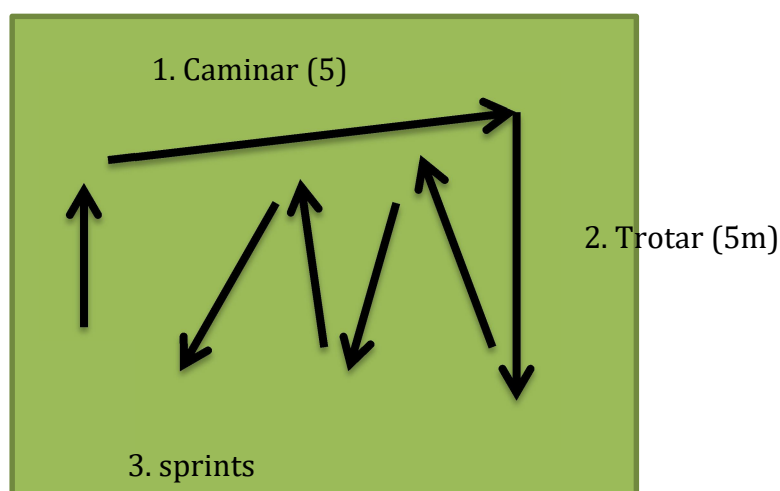 1. Caminar (5)
2. Trotar (5m)
3. sprints